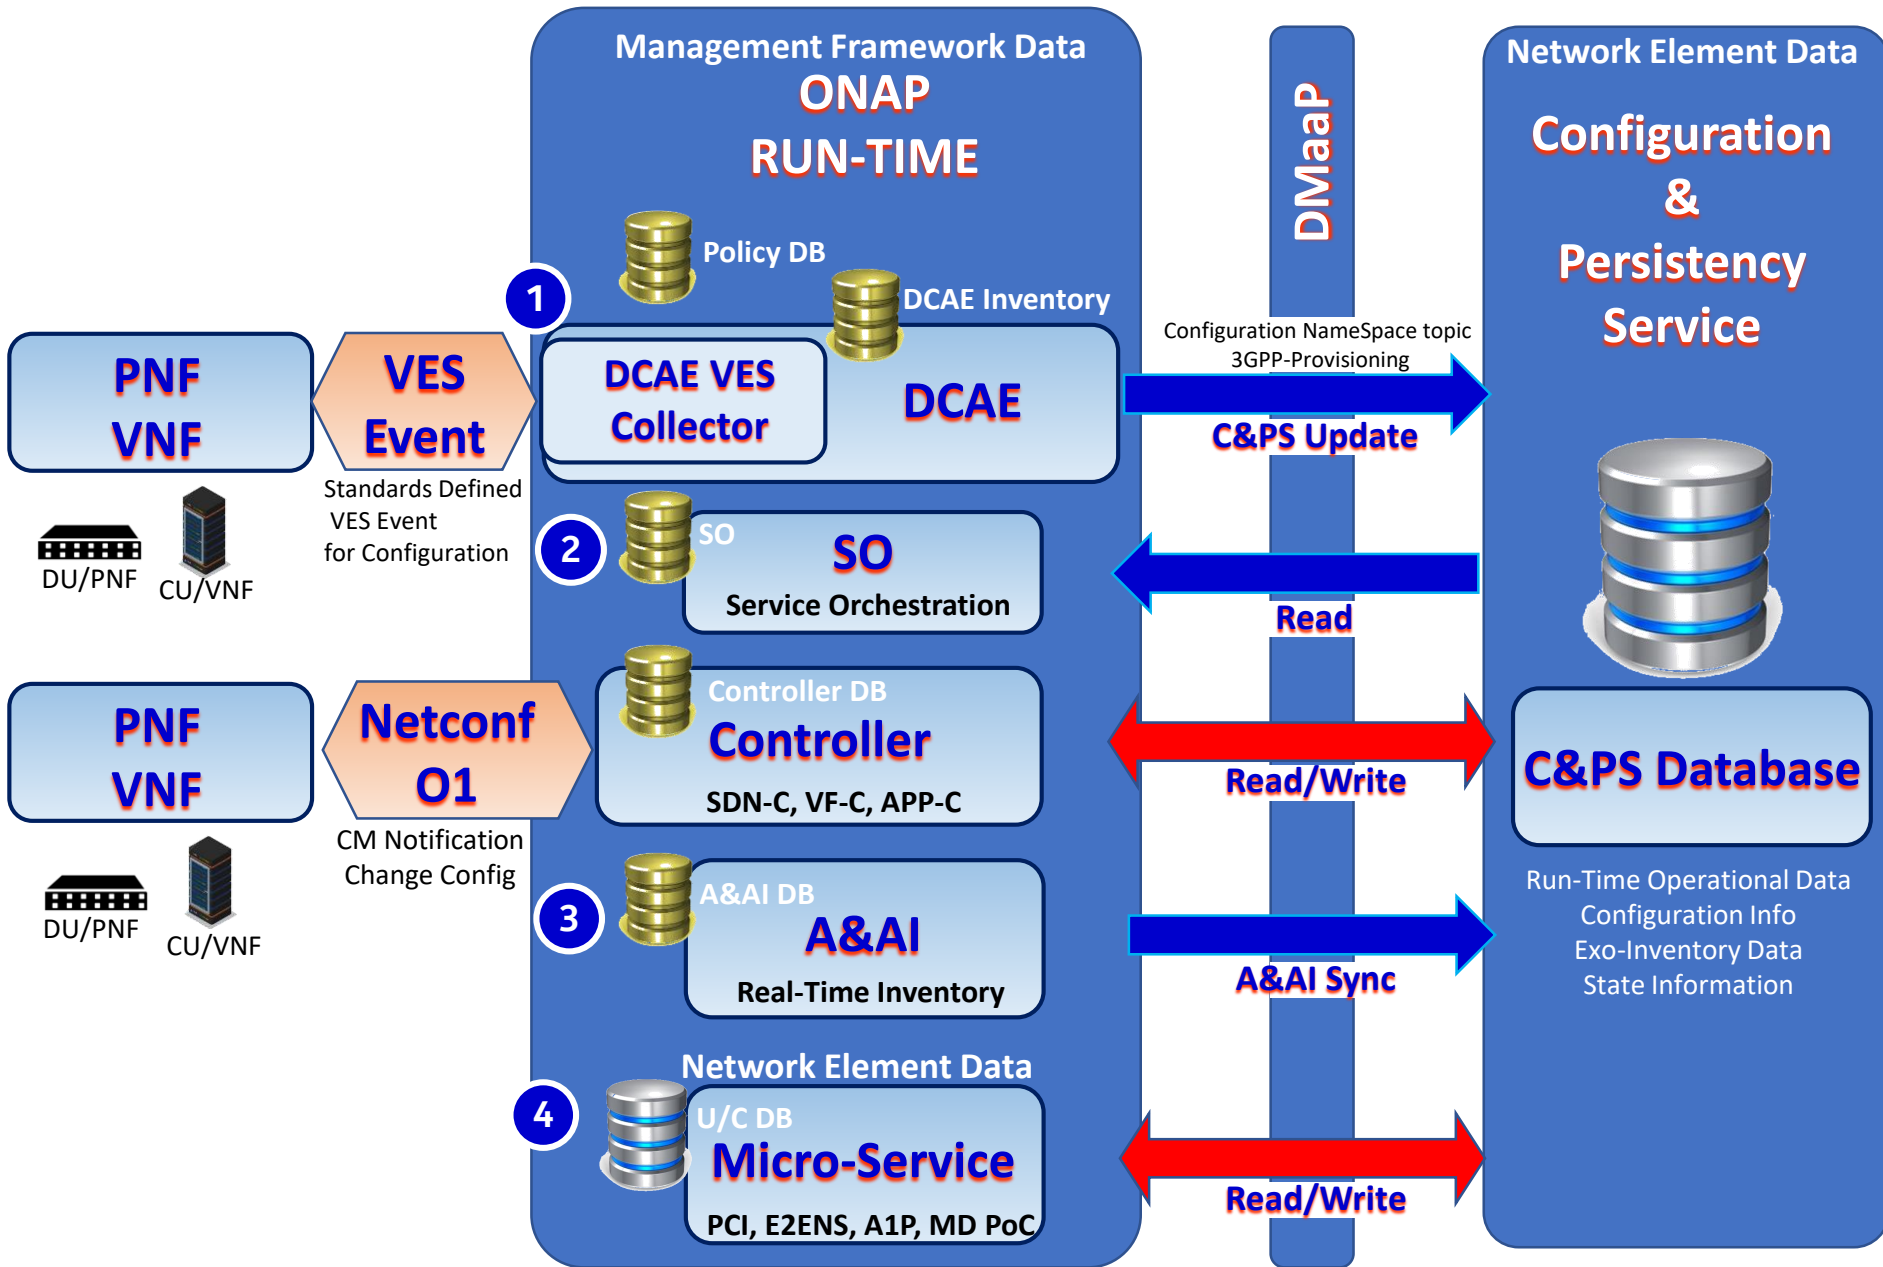 Management Framework Data
ONAP
RUN-TIME
DMaaP
Network Element Data
Configuration
&
Persistency
Service
Policy DB
DCAE Inventory
1
PNF
VNF
VES
Event
DCAE VES
Collector
DCAE
Configuration NameSpace topic
3GPP-Provisioning
C&PS Update
Standards Defined
VES Event
for Configuration
DU/PNF
CU/VNF
2
SO
SO
Service Orchestration
Read
PNF
VNF
Netconf
O1
CM Notification
Change Config
DU/PNF
CU/VNF
Controller DB
Controller
SDN-C, VF-C, APP-C
Read/Write
C&PS Database
Run-Time Operational Data
Configuration Info
Exo-Inventory Data
State Information
3
A&AI DB
A&AI
Real-Time Inventory
A&AI Sync
Network Element Data
4
U/C DB
Micro-Service
PCI, E2ENS, A1P, MD PoC
Read/Write